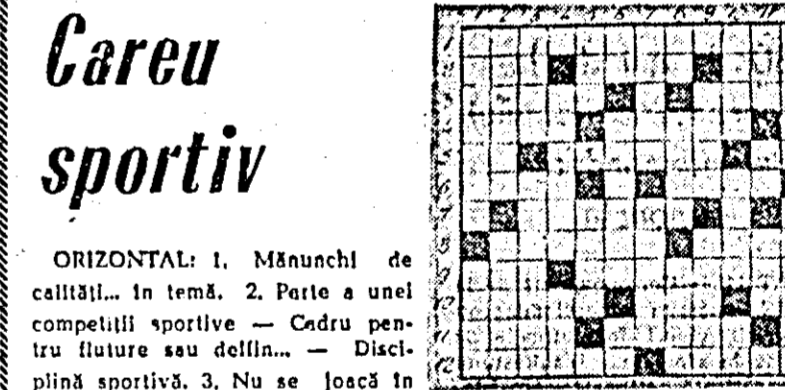 Careu
sportiv
ORIZONTAL: 1. Mănunchi de
calități... în temă. 2. Parte a unei
competiții sportive — Cadru pen-
tru fluture sau delfin... — Disci-
plină sportivă. 3. Nu se joacă în